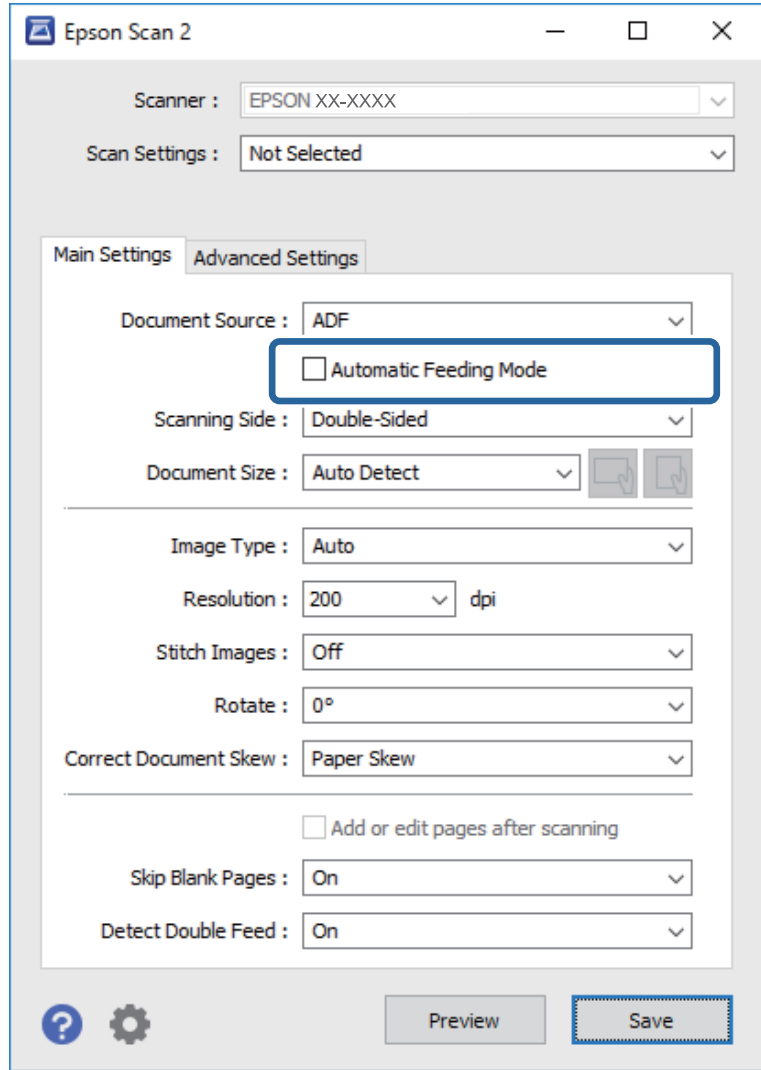 Epson Scan 2
Scanner : EPSON XX-XXXX
Scan Settings : Not Selected
Main Settings Advanced Settings
Document Source : ADF
Automatic Feeding Mode
Scanning Side : Double-Sided
Document Size : Auto Detect
Image Type : Auto
Resolution : 200 dpi
Stitch Images : Off
Rotate : 0°
Correct Document Skew : Paper Skew
Add or edit pages after scanning
Skip Blank Pages : On
Detect Double Feed : On
? Preview Save